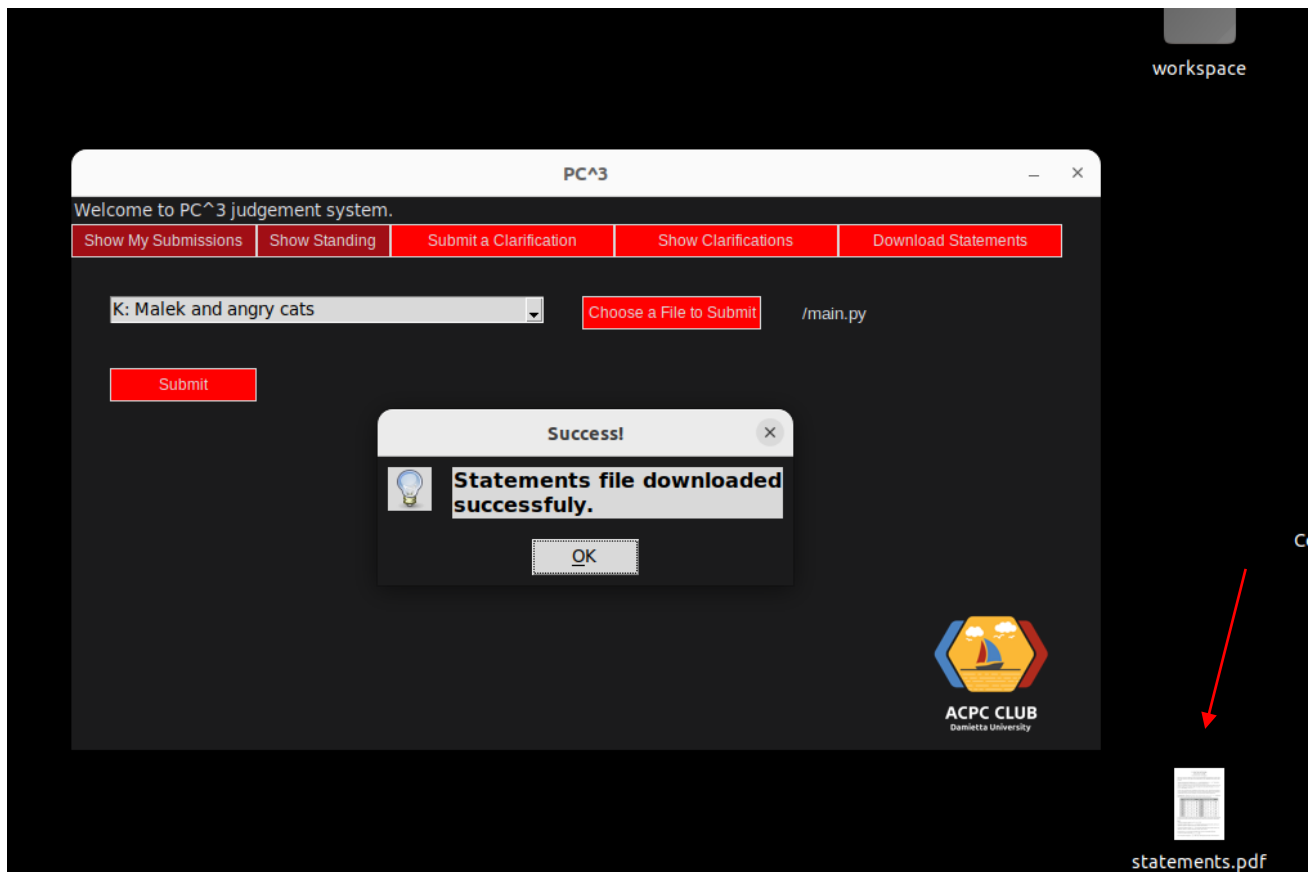 workspace
PC^3
Welcome to PC^3 judgement system.
Show My Submissions Show Standing Submit a Clarification Show Clarifications Download Statements
K: Malek and angry cats Choose a File to Submit /main.py
Submit
Success!
Statements file downloaded
successfuly.
OK
ACPC CLUB
Damietta University
statements.pdf